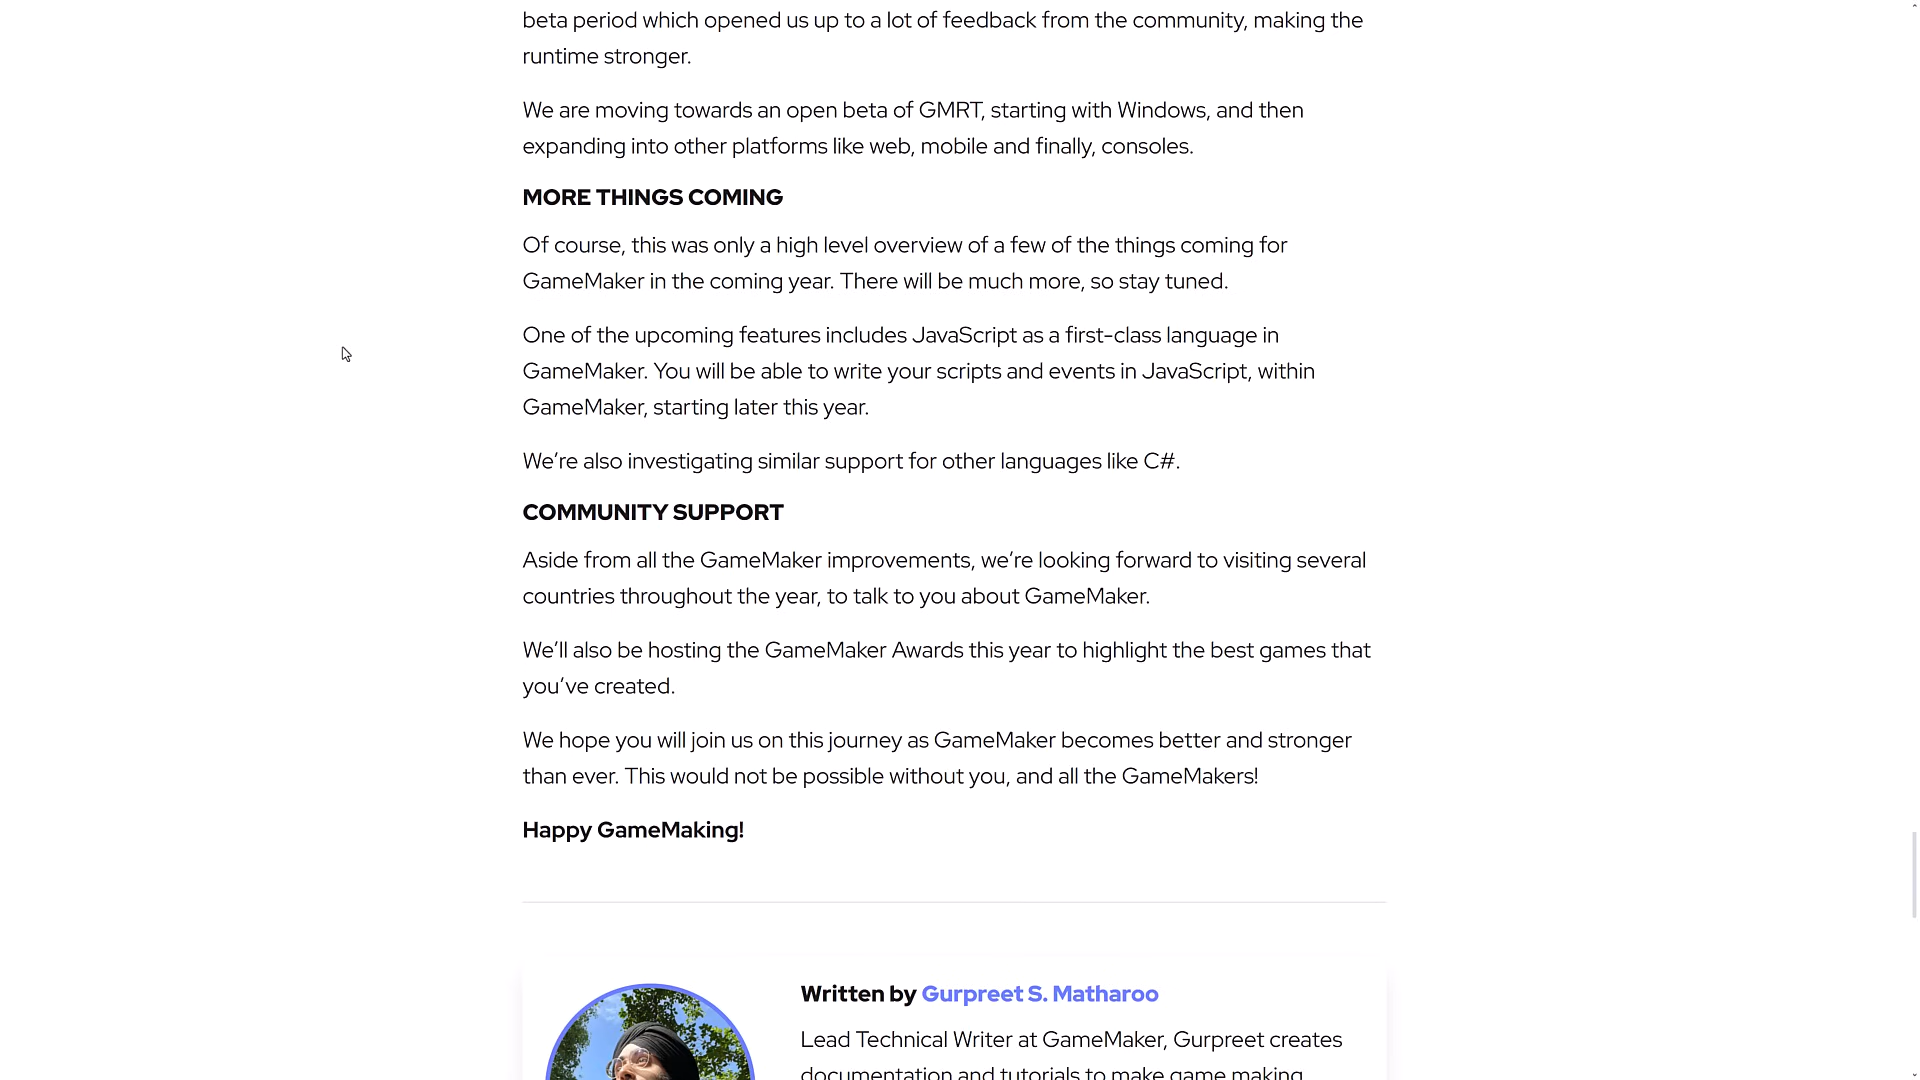 beta period which opened us up to a lot of feedback from the community, making the
runtime stronger.
We are moving towards an open beta of GMRT, starting with Windows, and then
expanding into other platforms like web, mobile and finally, consoles.
MORE THINGS COMING
Of course, this was only a high level overview of a few of the things coming for
GameMaker in the coming year. There will be much more, so stay tuned.
One of the upcoming features includes JavaScript as a first-class language in
GameMaker. You will be able to write your scripts and events in JavaScript, within
GameMaker, starting later this year.
We’re also investigating similar support for other languages like C#.
COMMUNITY SUPPORT
Aside from all the GameMaker improvements, we’re looking forward to visiting several
countries throughout the year, to talk to you about GameMaker.
We’ll also be hosting the GameMaker Awards this year to highlight the best games that
you’ve created.
We hope you will join us on this journey as GameMaker becomes better and stronger
than ever. This would not be possible without you, and all the GameMakers!
Happy GameMaking!
Written by Gurpreet S. Matharoo
Lead Technical Writer at GameMaker, Gurpreet creates
documentation and tutorials to make game making